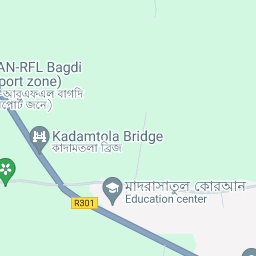 AN-RFL Bagdi
port zone)
আরএফএল বাগদি
পোর্ট জোনে)
Kadamtola Bridge
কাদামতলা ব্রিজ
মাদরাসাতুল কোরআন
Education center
R301